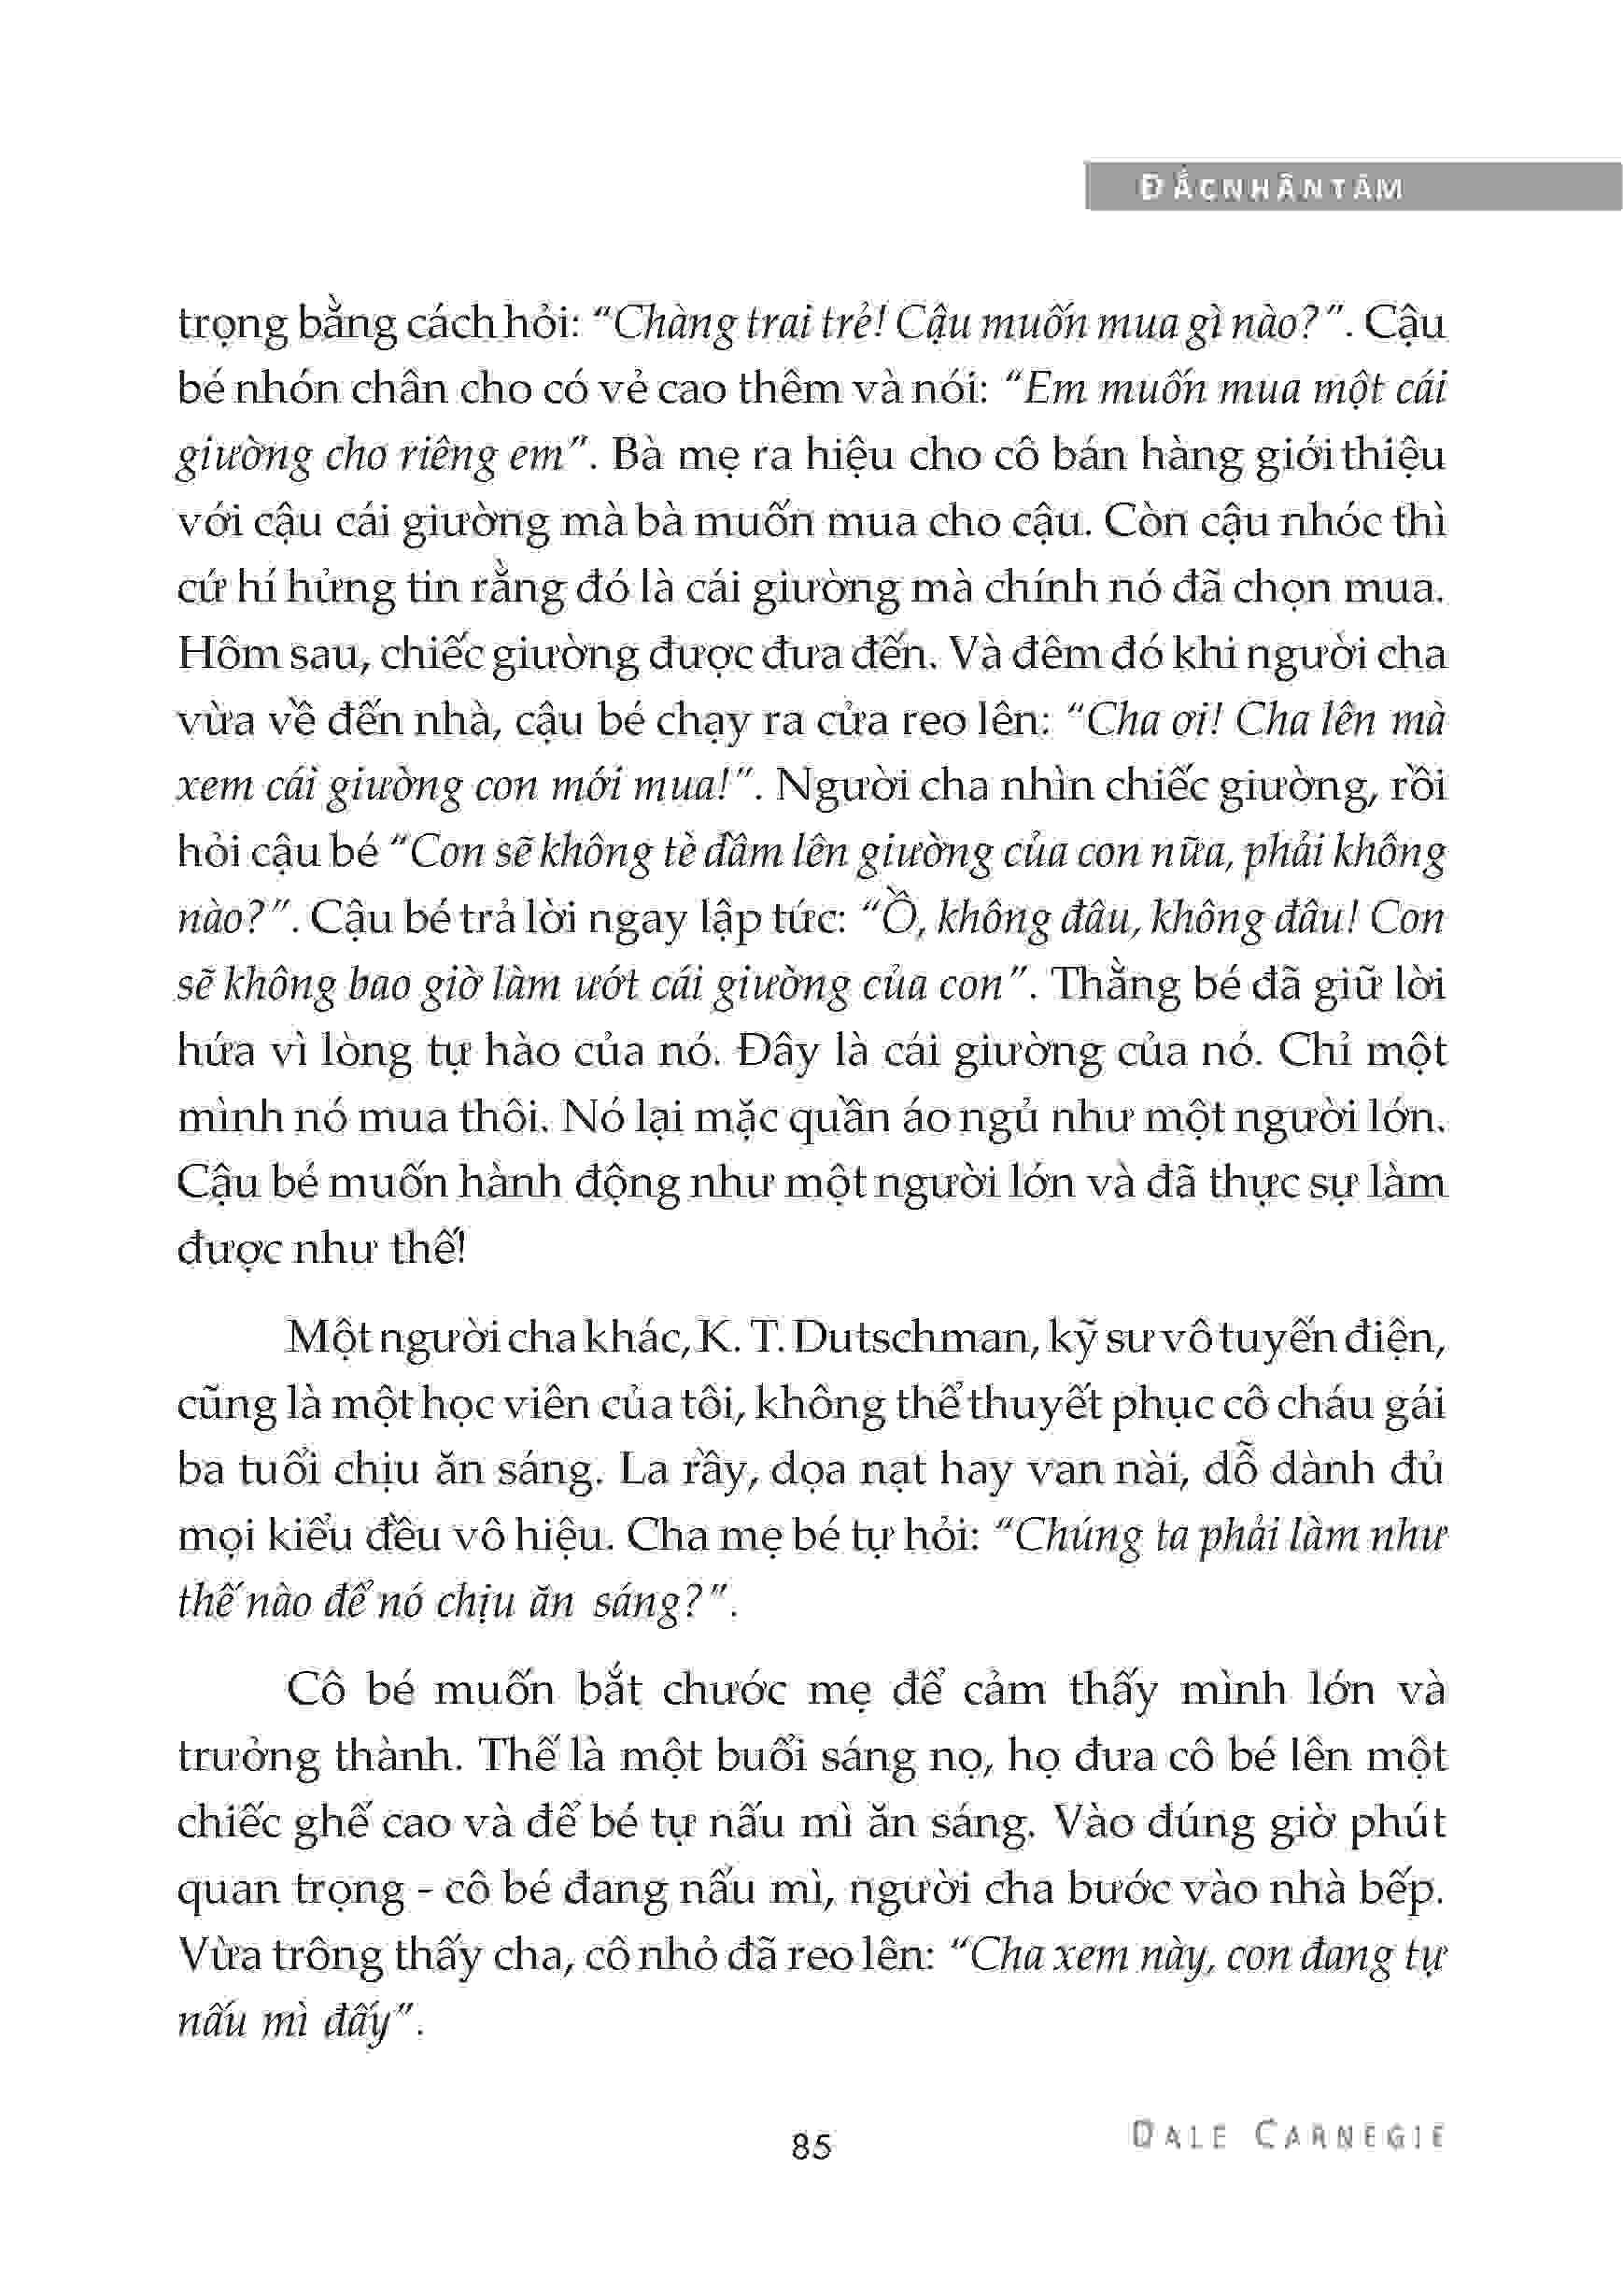 ĐẮCNHÂNTÂM
trọng bằng cách hỏi: “Chàng trai trẻ! Cậu muốn mua gì nào?”. Cậu
bé nhón chân cho có vẻ cao thêm và nói: “Em muốn mua một cái
giường cho riêng em”. Bà mẹ ra hiệu cho cô bán hàng giới thiệu
với cậu cái giường mà bà muốn mua cho cậu. Còn cậu nhóc thì
cứ hí hửng tin rằng đó là cái giường mà chính nó đã chọn mua.
Hôm sau, chiếc giường được đưa đến. Và đêm đó khi người cha
vừa về đến nhà, cậu bé chạy ra cửa reo lên: “Cha ơi! Cha lên mà
xem cái giường con mới mua!”. Người cha nhìn chiếc giường, rồi
hỏi cậu bé “Con sẽ không tè đầm lên giường của con nữa, phải không
nào?”. Cậu bé trả lời ngay lập tức: “Ồ, không đâu, không đâu! Con
sẽ không bao giờ làm ướt cái giường của con”. Thằng bé đã giữ lời
hứa vì lòng tự hào của nó. Đây là cái giường của nó. Chỉ một
mình nó mua thôi. Nó lại mặc quần áo ngủ như một người lớn.
Cậu bé muốn hành động như một người lớn và đã thực sự làm
được như thế!
Một người cha khác, K. T. Dutschman, kỹ sư vô tuyến điện,
cũng là một học viên của tôi, không thể thuyết phục cô cháu gái
ba tuổi chịu ăn sáng. La rầy, dọa nạt hay van nài, dỗ dành đủ
mọi kiểu đều vô hiệu. Cha mẹ bé tự hỏi: “Chúng ta phải làm như
thế nào để nó chịu ăn sáng?”.
Cô bé muốn bắt chước mẹ để cảm thấy mình lớn và
trưởng thành. Thế là một buổi sáng nọ, họ đưa cô bé lên một
chiếc ghế cao và để bé tự nấu mì ăn sáng. Vào đúng giờ phút
quan trọng - cô bé đang nấu mì, người cha bước vào nhà bếp.
Vừa trông thấy cha, cô nhỏ đã reo lên: “Cha xem này, con đang tự
nấu mì đấy”.
85
DALE CARNEGIE